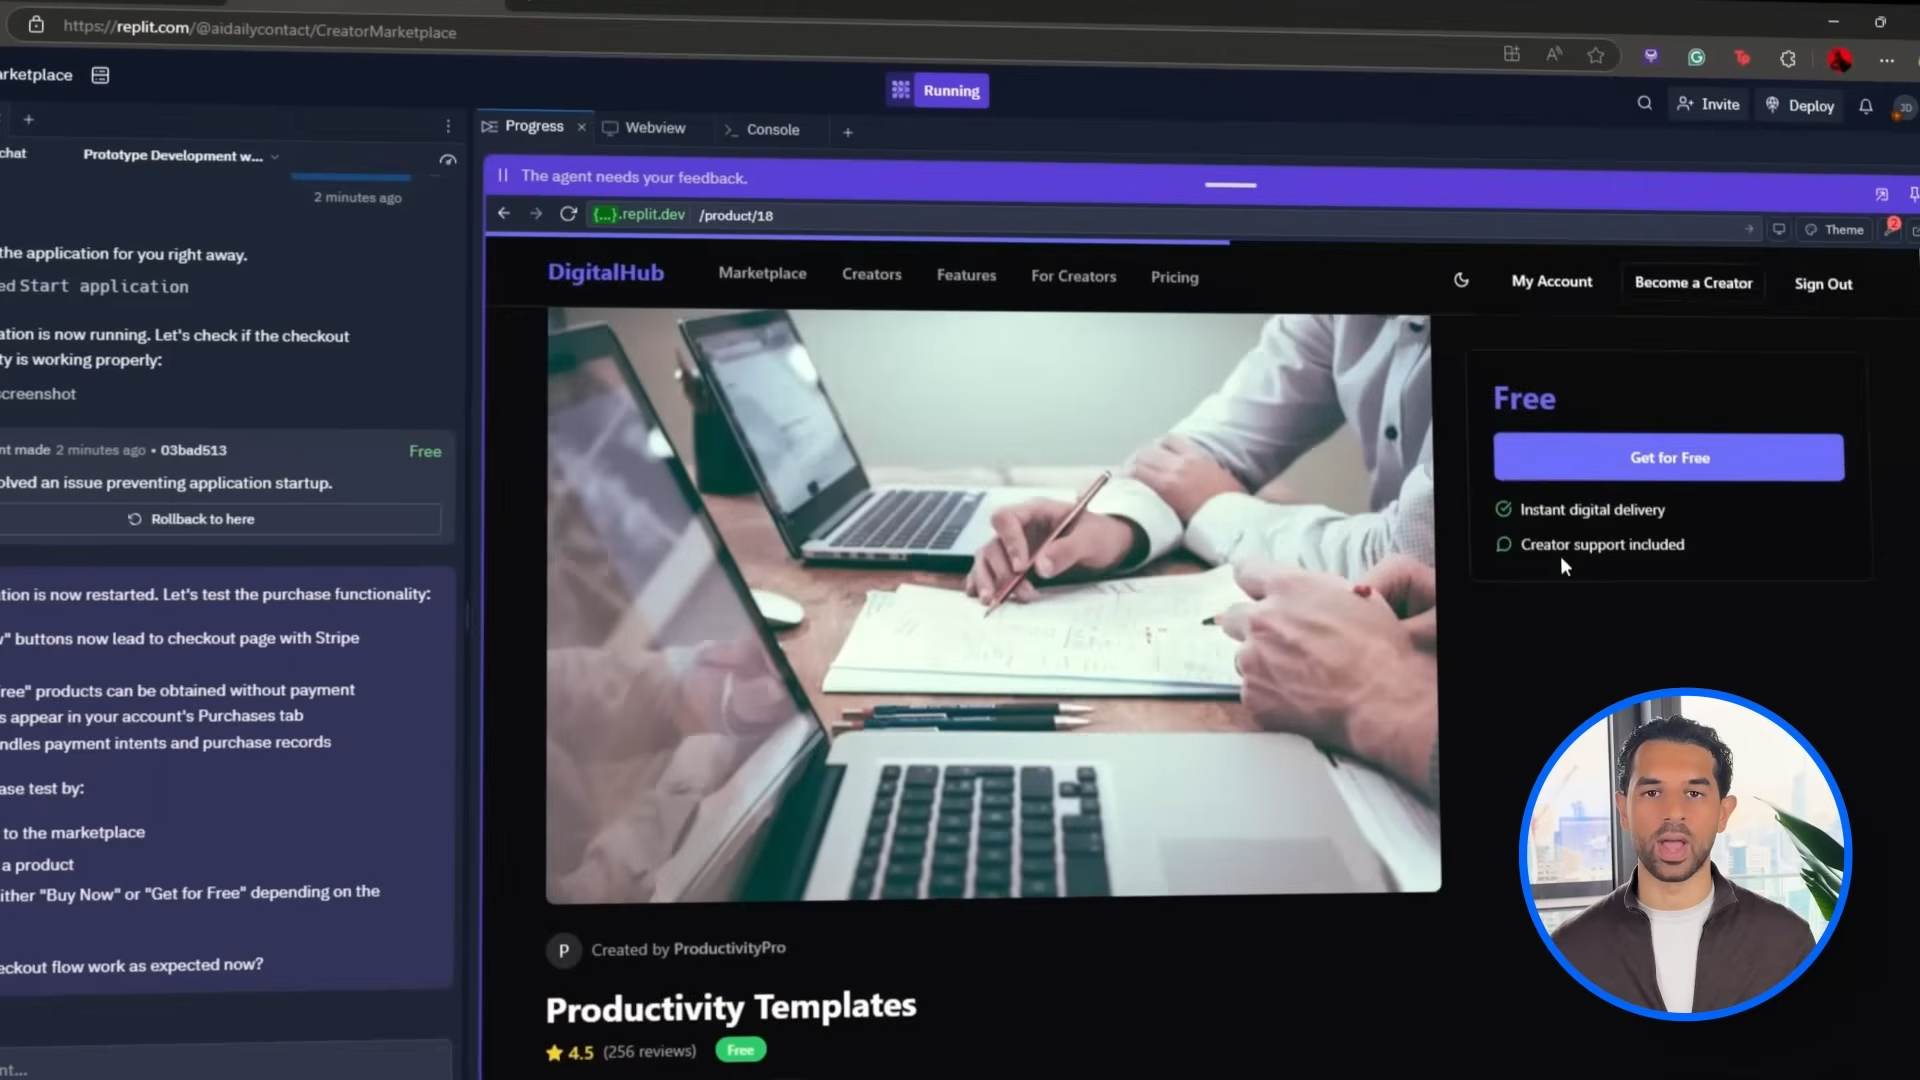 https://replit.com/@aidailycontact/CreatorMarketplace
rketplace
Running
Invite
Deploy
JD
Progress
Webview
Console
chat
Prototype Development w...
2 minutes ago
The agent needs your feedback.
{...}.replit.dev
/product/18
Theme
2
the application for you right away.
ed Start application
ation is now running. Let's check if the checkout
ty is working properly:
screenshot
nt made 2 minutes ago • 03bad513
Free
olved an issue preventing application startup.
Rollback to here
tion is now restarted. Let's test the purchase functionality:
" buttons now lead to checkout page with Stripe
ree" products can be obtained without payment
s appear in your account's Purchases tab
ndles payment intents and purchase records
ase test by:
to the marketplace
a product
ither "Buy Now" or "Get for Free" depending on the
eckout flow work as expected now?
nt...
DigitalHub
Marketplace
Creators
Features
For Creators
Pricing
My Account
Become a Creator
Sign Out
Free
Get for Free
Instant digital delivery
Creator support included
P
Created by ProductivityPro
Productivity Templates
4.5 (256 reviews)
Free